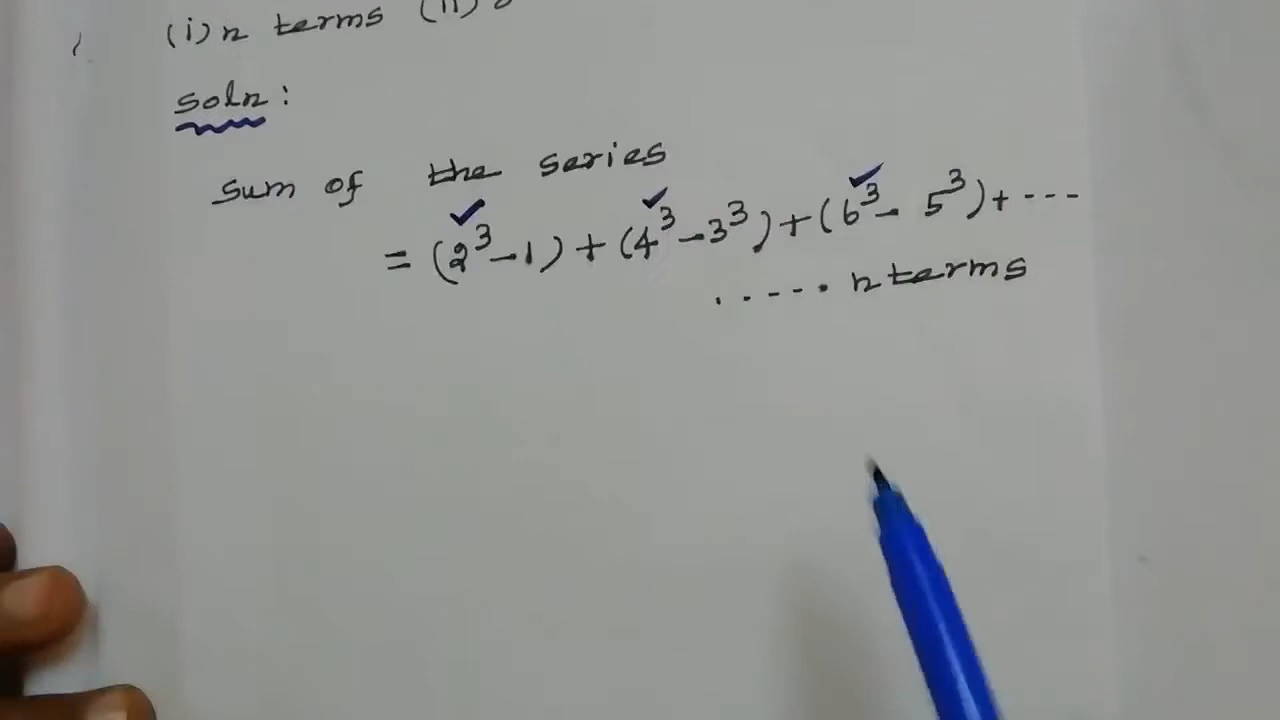 (i) n terms (ii)
Soln:
Sum of the series
= (2³-1) + (4³-3³) + (6³- 5³) + ---
..---. n terms